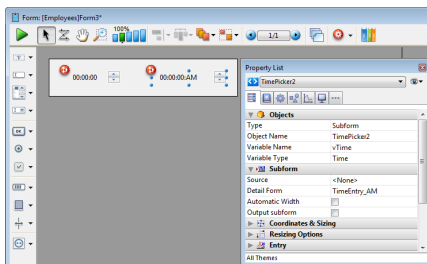 Form: [Employees]Form3*
100%
1/1
00:00:00
00:00:00:AM
Property List
TimePicker2
Objects
Type Subform
Object Name TimePicker2
Variable Name vTime
Variable Type Time
Subform
Source <None>
Detail Form TimeEntry_AM
Automatic Width
Output subform
Coordinates & Sizing
Resizing Options
Entry
All Themes